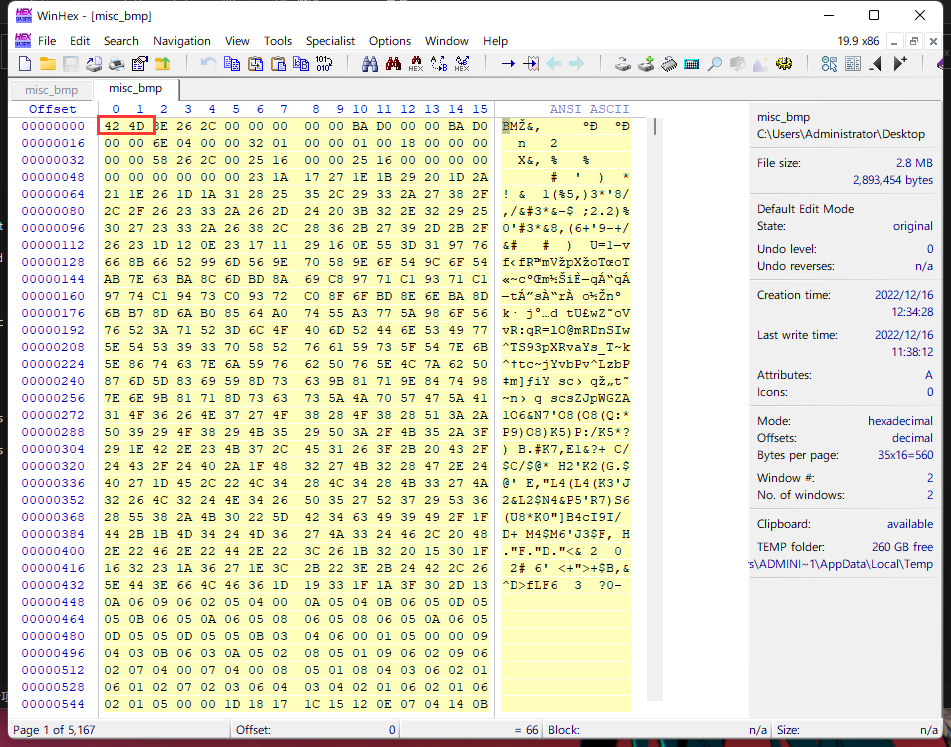 WinHex - [misc_bmp]
File Edit Search Navigation View Tools Specialist Options Window Help 19.9 x86
misc_bmp misc_bmp
Offset 0 1 2 3 4 5 6 7 8 9 10 11 12 13 14 15 ANSI ASCII
00000000 42 4D 8E 26 2C 00 00 00 00 00 BA D0 00 00 BA D0 BMŽ&, ºÐ ºÐ
00000016 00 00 6E 04 00 00 32 01 00 00 01 00 18 00 00 00 n 2
00000032 00 00 58 26 2C 00 25 16 00 00 25 16 00 00 00 00 X&, % %
00000048 00 00 00 00 00 00 23 1A 17 27 1E 1B 29 20 1D 2A # ' ) *
00000064 21 1E 26 1D 1A 31 28 25 35 2C 29 33 2A 27 38 2F ! & 1(%5,)3*'8/
00000080 2C 2F 26 23 33 2A 26 2D 24 20 3B 32 2E 32 29 25 ,/&#3*&-$ ;2.2)%
00000096 30 27 23 33 2A 26 38 2C 28 36 2B 27 39 2D 2B 2F 0'#3*&8,(6+'9-+/
00000112 26 23 1D 12 0E 23 17 11 29 16 0E 55 3D 31 97 76 &# # ) U=1—v
00000128 66 8B 66 52 99 6D 56 9E 70 58 9E 6F 54 9C 6F 54 f‹fR™mVžpXžoTœoT
00000144 AB 7E 63 BA 8C 6D BD 8A 69 C8 97 71 C1 93 71 C1 «~cºŒm½ŠiÈ—qÁ“qÁ
00000160 97 74 C1 94 73 C0 93 72 C0 8F 6F BD 8E 6E BA 8D —tÁ”sÀ“rÀ o½Žnº
00000176 6B B7 8D 6A B0 85 64 A0 74 55 A3 77 5A 98 6F 56 k· j°…d tU£wZ˜oV
00000192 76 52 3A 71 52 3D 6C 4F 40 6D 52 44 6E 53 49 77 vR:qR=lO@mRDnSIw
00000208 5E 54 53 39 33 70 58 52 76 61 59 73 5F 54 7E 6B ^TS93pXRvaYs_T~k
00000224 5E 86 74 63 7E 6A 59 76 62 50 76 5E 4C 7A 62 50 ^†tc~jYvbPv^LzbP
00000240 87 6D 5D 83 69 59 8D 73 63 9B 81 71 9E 84 74 98 ‡m]ƒiY sc› qž„t˜
00000256 7E 6E 9B 81 71 8D 73 63 73 5A 4A 70 57 47 5A 41 ~n› q scsZJpWGZA
00000272 31 4F 36 26 4E 37 27 4F 38 28 4F 38 28 51 3A 2A 1O6&N7'O8(O8(Q:*
00000288 50 39 29 4F 38 29 4B 35 29 50 3A 2F 4B 35 2A 3F P9)O8)K5)P:/K5*?
00000304 29 1E 42 2E 23 4B 37 2C 45 31 26 3F 2B 20 43 2F ) B.#K7,E1&?+ C/
00000320 24 43 2F 24 40 2A 1F 48 32 27 4B 32 28 47 2E 24 $C/$@* H2'K2(G.$
00000336 40 27 1D 45 2C 22 4C 34 28 4C 34 28 4B 33 27 4A @' E,"L4(L4(K3'J
00000352 32 26 4C 32 24 4E 34 26 50 35 27 52 37 29 53 36 2&L2$N4&P5'R7)S6
00000368 28 55 38 2A 4B 30 22 5D 42 34 63 49 39 49 2F 1F (U8*K0"]B4cI9I/
00000384 44 2B 1B 4D 34 24 4D 36 27 4A 33 24 46 2C 20 48 D+ M4$M6'J3$F, H
00000400 2E 22 46 2E 22 44 2E 22 3C 26 1B 32 20 15 30 1F ."F."D."<& 2 0
00000416 16 32 23 1A 36 27 1E 3C 2B 22 3E 2B 24 42 2C 26 2# 6' <+">+$B,&
00000432 5E 44 3E 66 4C 46 36 1D 19 33 1F 1A 3F 30 2D 13 ^D>fLF6 3 ?0-
00000448 0A 06 09 06 02 05 04 00 0A 05 04 0B 06 05 0D 05
00000464 05 0B 06 05 0A 06 05 08 06 05 08 06 05 0A 06 05
00000480 0D 05 05 0D 05 05 0B 03 04 06 00 01 05 00 00 09
00000496 04 03 0B 06 03 0A 05 02 08 05 01 09 06 02 09 06
00000512 02 07 04 00 07 04 00 08 05 01 08 04 03 06 02 01
00000528 06 01 02 07 02 03 06 04 03 04 02 01 06 02 01 06
00000544 02 01 05 00 00 1D 18 17 1C 15 12 0E 07 04 14 0B
misc_bmp
C:\Users\Administrator\Desktop
File size: 2.8 MB
2,893,454 bytes
Default Edit Mode
State: original
Undo level: 0
Undo reverses: n/a
Creation time: 2022/12/16
12:34:28
Last write time: 2022/12/16
11:38:12
Attributes: A
Icons: 0
Mode: hexadecimal
Offsets: decimal
Bytes per page: 35x16=560
Window #: 2
No. of windows: 2
Clipboard: available
TEMP folder: 260 GB free
s\ADMINI~1\AppData\Local\Temp
Page 1 of 5,167 Offset: 0 = 66 Block: n/a Size: n/a